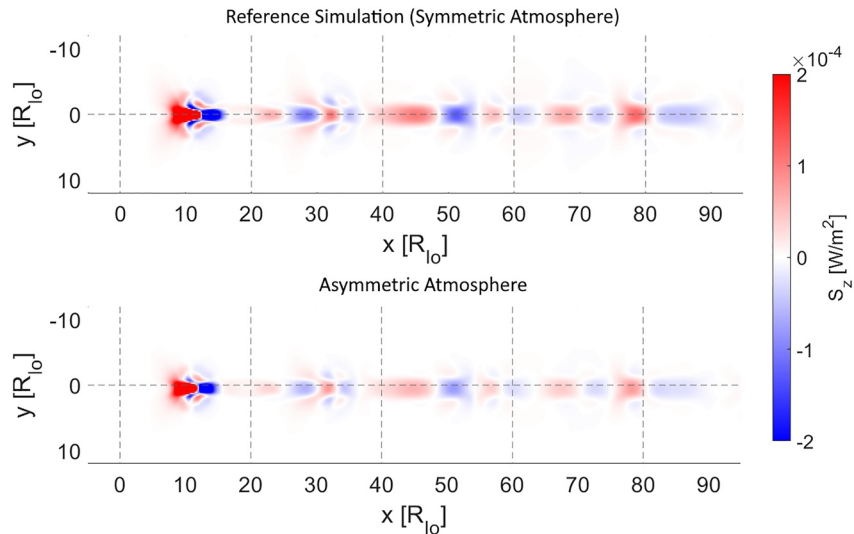 Reference Simulation (Symmetric Atmosphere)
×10⁻⁴
-10
0
10
y [R_Io]
0 10 20 30 40 50 60 70 80 90
x [R_Io]
2
1
0
-1
-2
S_z [W/m²]
Asymmetric Atmosphere
-10
0
10
y [R_Io]
0 10 20 30 40 50 60 70 80 90
x [R_Io]